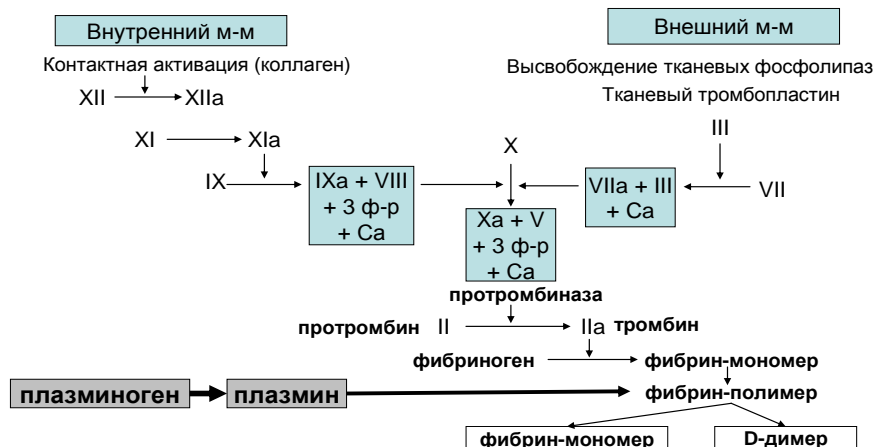 Внутренний м-м
Внешний м-м
Контактная активация (коллаген)
Высвобождение тканевых фосфолипаз
Тканевый тромбопластин
XII
XIIa
III
XI
XIa
X
IX
IXa + VIII
+ 3 ф-р
+ Ca
VIIa + III
+ Ca
VII
Xa + V
+ 3 ф-р
+ Ca
протромбиназа
протромбин II
IIa тромбин
фибриноген
фибрин-мономер
плазминоген
плазмин
фибрин-полимер
фибрин-мономер
D-димер